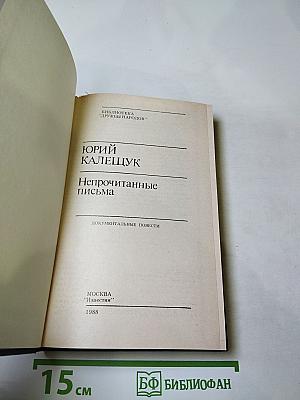 БИБЛИОТЕКА
"ДРУЖБЫ НАРОДОВ"
ЮРИЙ
КАЛЕЩУК
Непрочитанные
письма
ДОКУМЕНТАЛЬНЫЕ ПОВЕСТИ
МОСКВА
"Известия"
1988
15 см
БФ БИБЛИОФАН